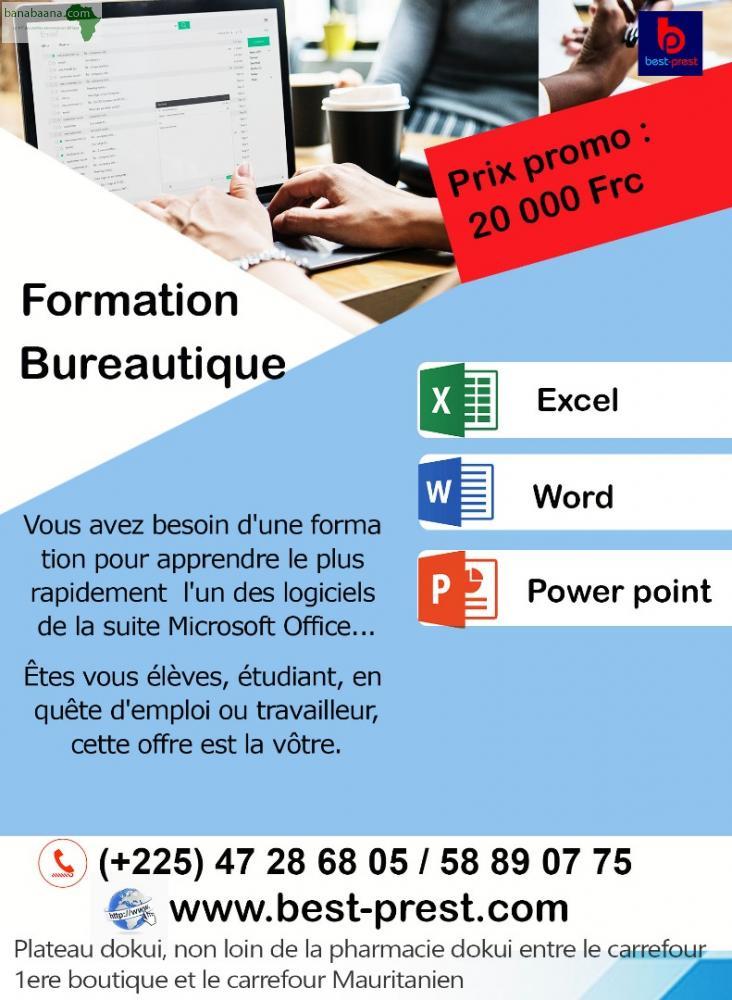 banabaana.com
Excel
best-prest
Prix promo :
20 000 Frc
Formation
Bureautique
X
Excel
W
Word
P
Power point
Vous avez besoin d'une forma
tion pour apprendre le plus
rapidement l'un des logiciels
de la suite Microsoft Office...
Êtes vous élèves, étudiant, en
quête d'emploi ou travailleur,
cette offre est la vôtre.
(+225) 47 28 68 05 / 58 89 07 75
http://www.
www.best-prest.com
Plateau dokui, non loin de la pharmacie dokui entre le carrefour
1ere boutique et le carrefour Mauritanien